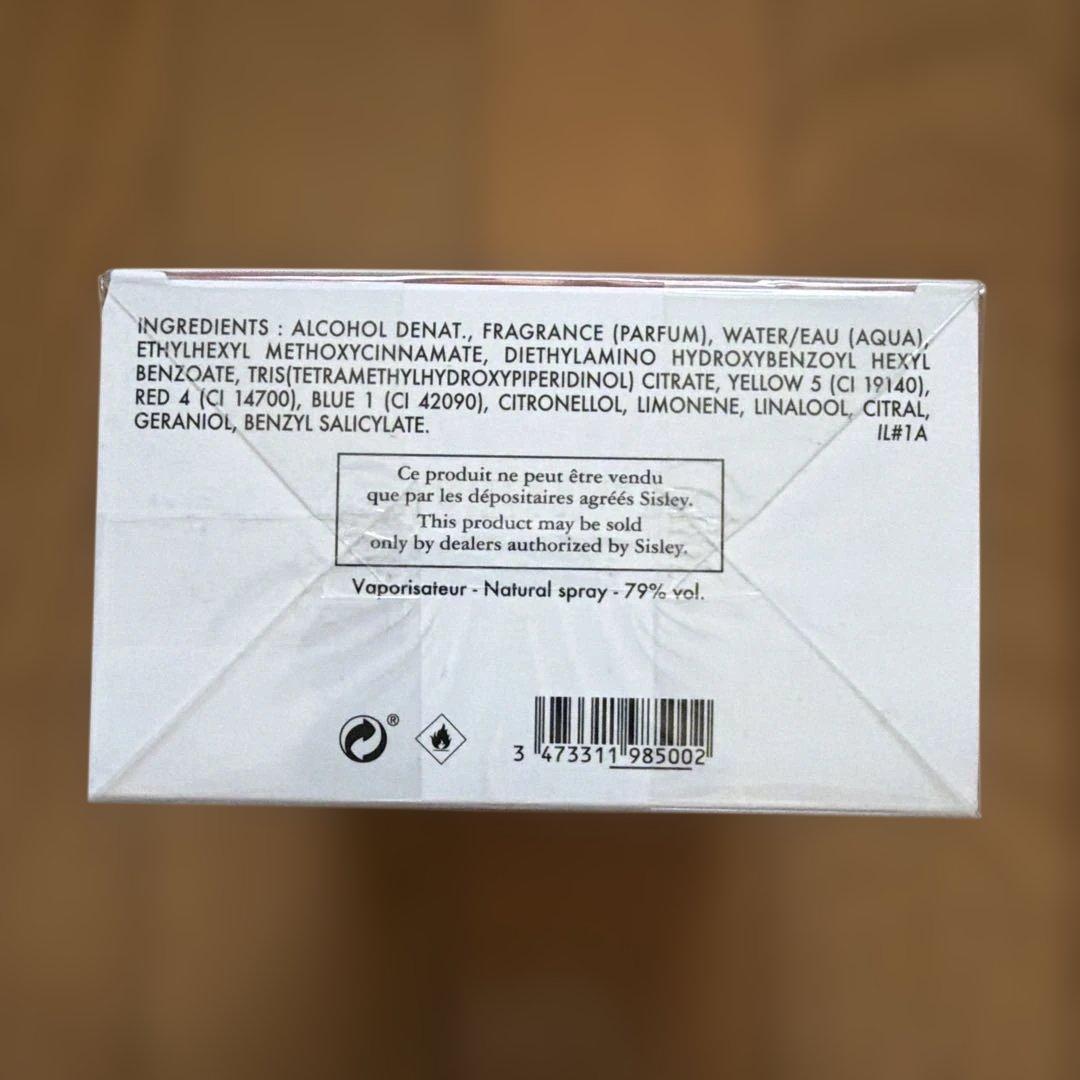 INGREDIENTS : ALCOHOL DENAT., FRAGRANCE (PARFUM), WATER/EAU (AQUA),
ETHYLHEXYL METHOXYCINNAMATE, DIETHYLAMINO HYDROXYBENZOYL HEXYL
BENZOATE, TRIS(TETRAMETHYLHYDROXYPIPERIDINOL) CITRATE, YELLOW 5 (CI 19140),
RED 4 (CI 14700), BLUE 1 (CI 42090), CITRONELLOL, LIMONENE, LINALOOL, CITRAL,
GERANIOL, BENZYL SALICYLATE. IL#1A
Ce produit ne peut être vendu
que par les dépositaires agréés Sisley.
This product may be sold
only by dealers authorized by Sisley.
Vaporisateur - Natural spray - 79% vol.
®
3 473311 985002